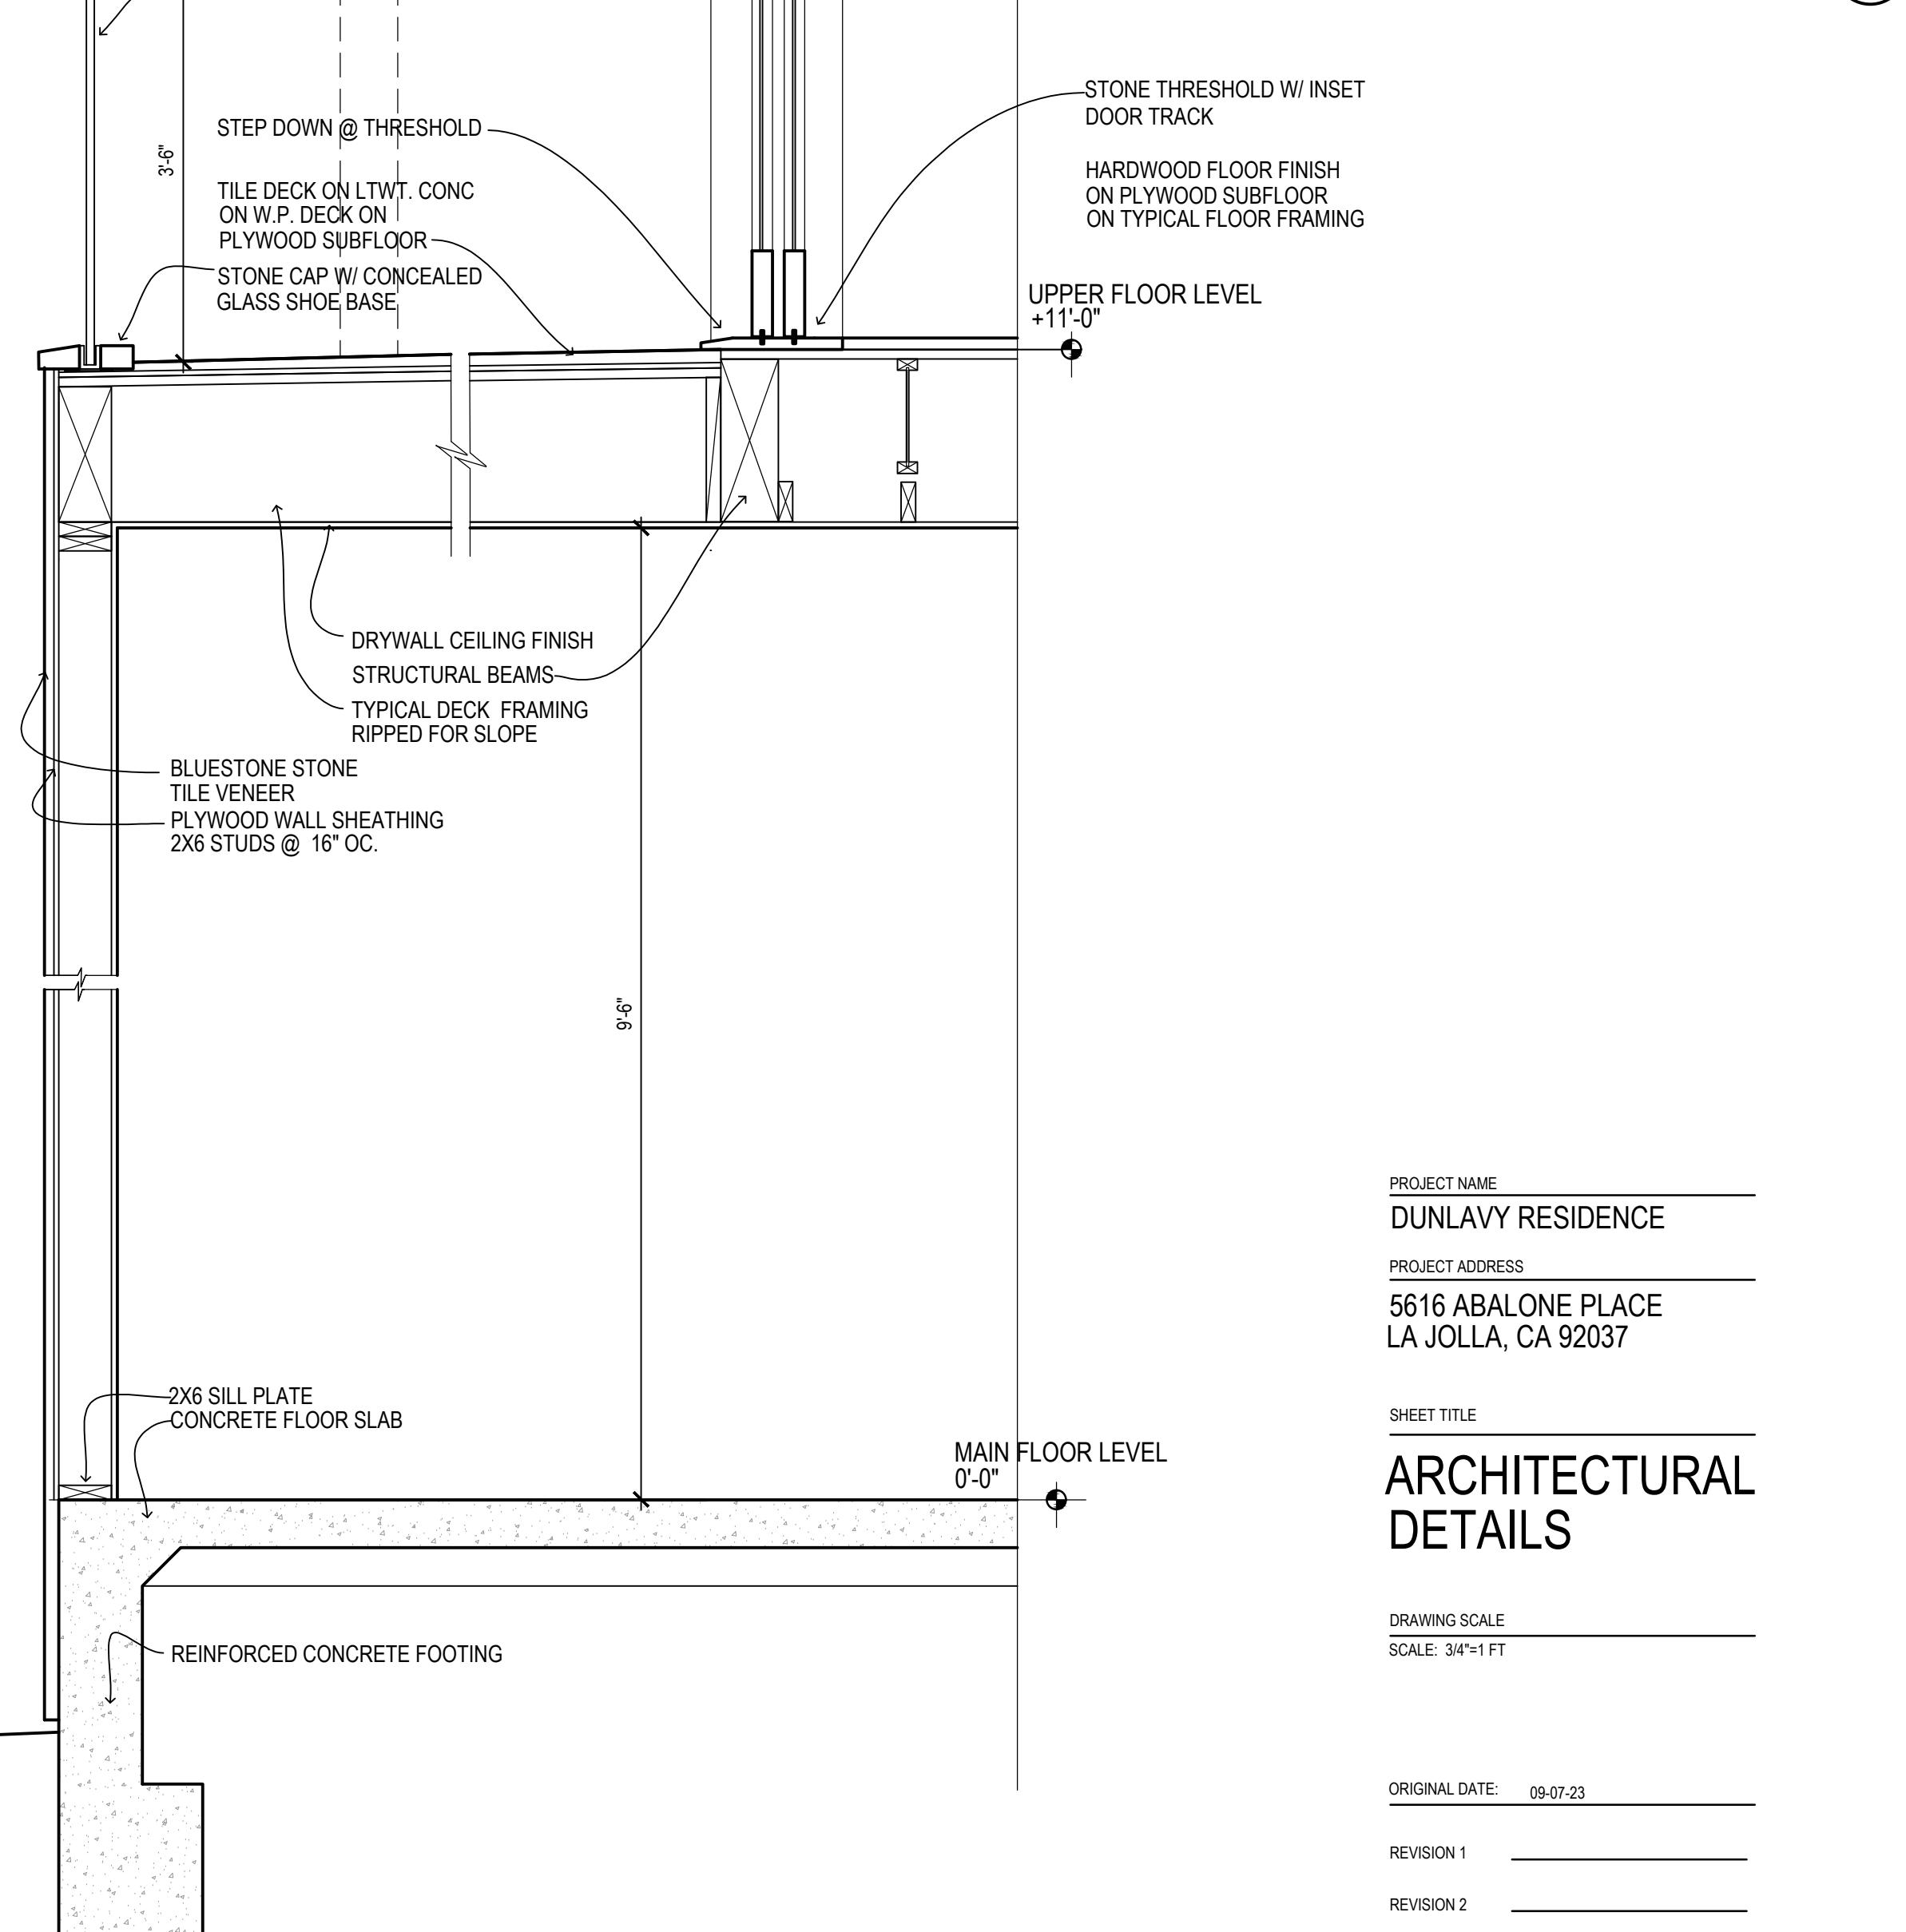 STONE THRESHOLD W/ INSET
DOOR TRACK
STEP DOWN @ THRESHOLD
3'-6"
HARDWOOD FLOOR FINISH
ON PLYWOOD SUBFLOOR
ON TYPICAL FLOOR FRAMING
TILE DECK ON LTWT. CONC
ON W.P. DECK ON
PLYWOOD SUBFLOOR
STONE CAP W/ CONCEALED
GLASS SHOE BASE
UPPER FLOOR LEVEL
+11'-0"
DRYWALL CEILING FINISH
STRUCTURAL BEAMS
TYPICAL DECK  FRAMING
RIPPED FOR SLOPE
BLUESTONE STONE
TILE VENEER
PLYWOOD WALL SHEATHING
2X6 STUDS @  16" OC.
9'-6"
2X6 SILL PLATE
CONCRETE FLOOR SLAB
MAIN FLOOR LEVEL
0'-0"
REINFORCED CONCRETE FOOTING
PROJECT NAME
DUNLAVY RESIDENCE
PROJECT ADDRESS
5616 ABALONE PLACE
LA JOLLA, CA 92037
SHEET TITLE
ARCHITECTURAL
DETAILS
DRAWING SCALE
SCALE:  3/4"=1 FT
ORIGINAL DATE: 09-07-23
REVISION 1
REVISION 2